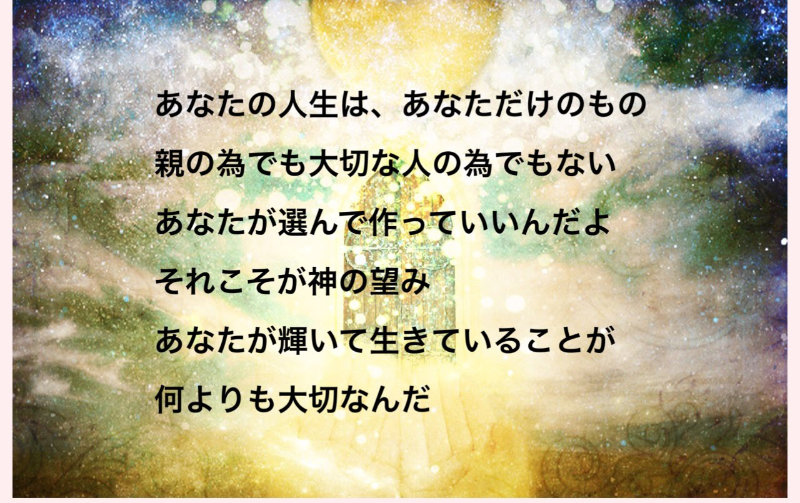 あなたの人生は、あなただけのもの
親の為でも大切な人の為でもない
あなたが選んで作っていいんだよ
それこそが神の望み
あなたが輝いて生きていることが
何よりも大切なんだ